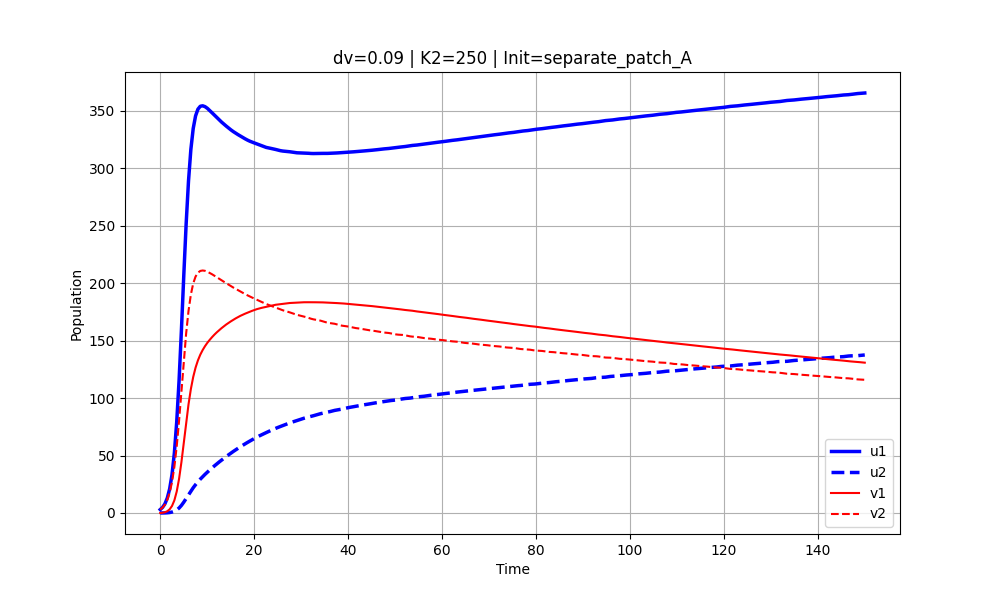 dv=0.09 | K2=250 | Init=separate_patch_A
Population
350
300
250
200
150
100
50
0
0 20 40 60 80 100 120 140
Time
u1
u2
v1
v2